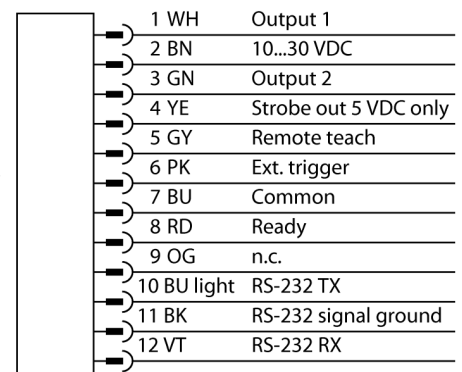 1 WH Output 1
2 BN 10...30 VDC
3 GN Output 2
4 YE Strobe out 5 VDC only
5 GY Remote teach
6 PK Ext. trigger
7 BU Common
8 RD Ready
9 OG n.c.
10 BU light RS-232 TX
11 BK RS-232 signal ground
12 VT RS-232 RX